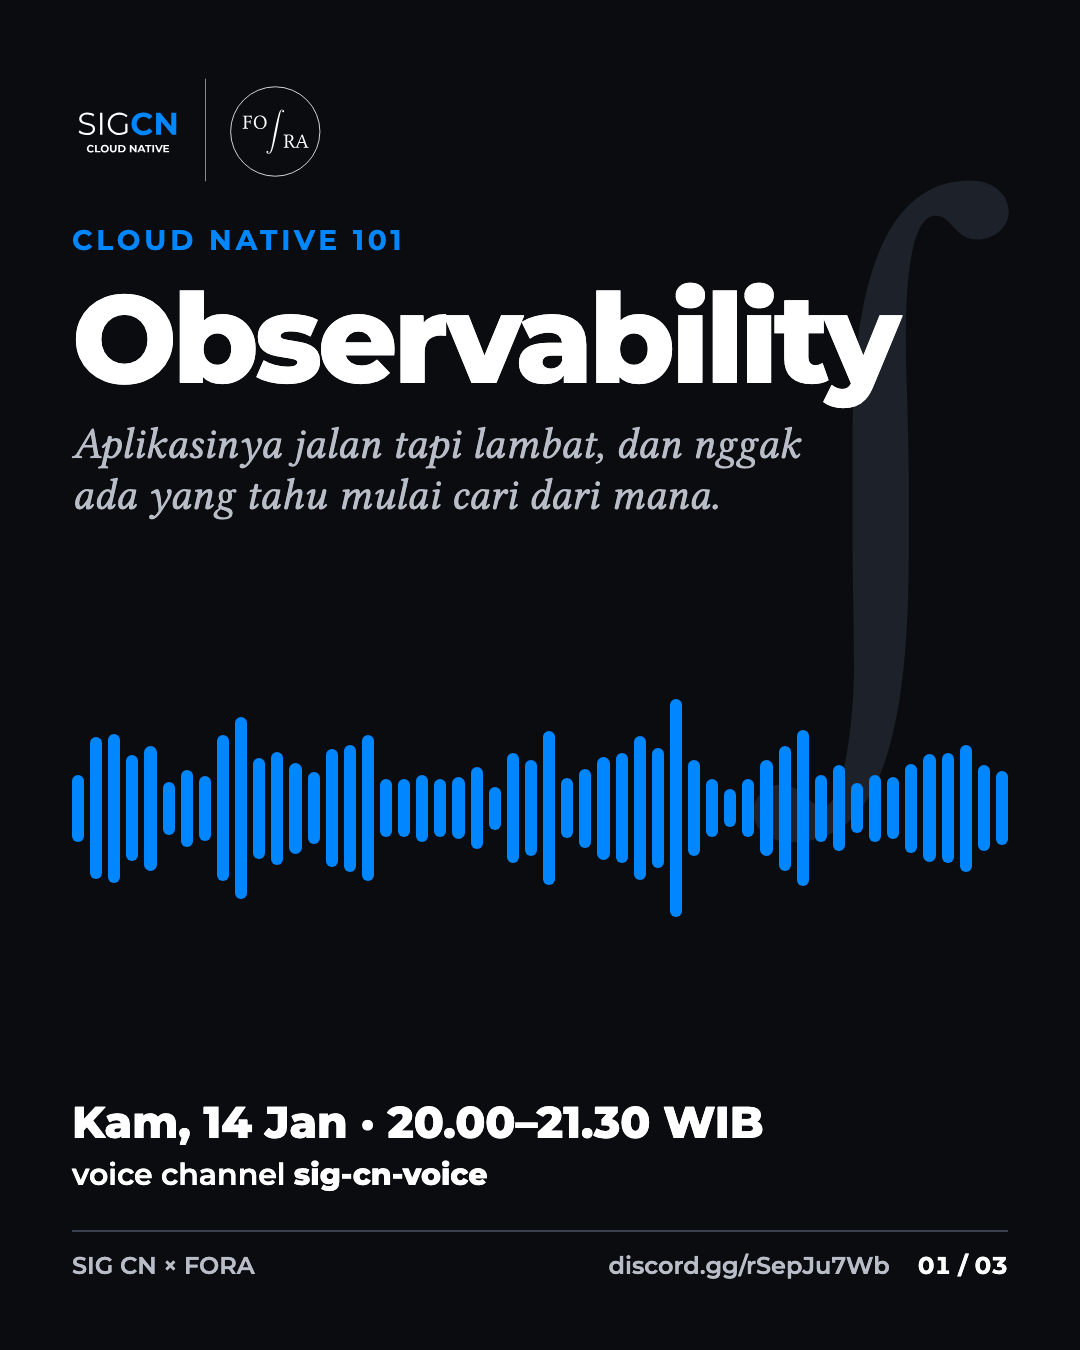 SIGCN
CLOUD NATIVE
FO∫RA
CLOUD NATIVE 101
Observability
Aplikasinya jalan tapi lambat, dan nggak
ada yang tahu mulai cari dari mana.
Kam, 14 Jan · 20.00–21.30 WIB
voice channel sig-cn-voice
SIG CN × FORA
discord.gg/rSepJu7Wb 01 / 03